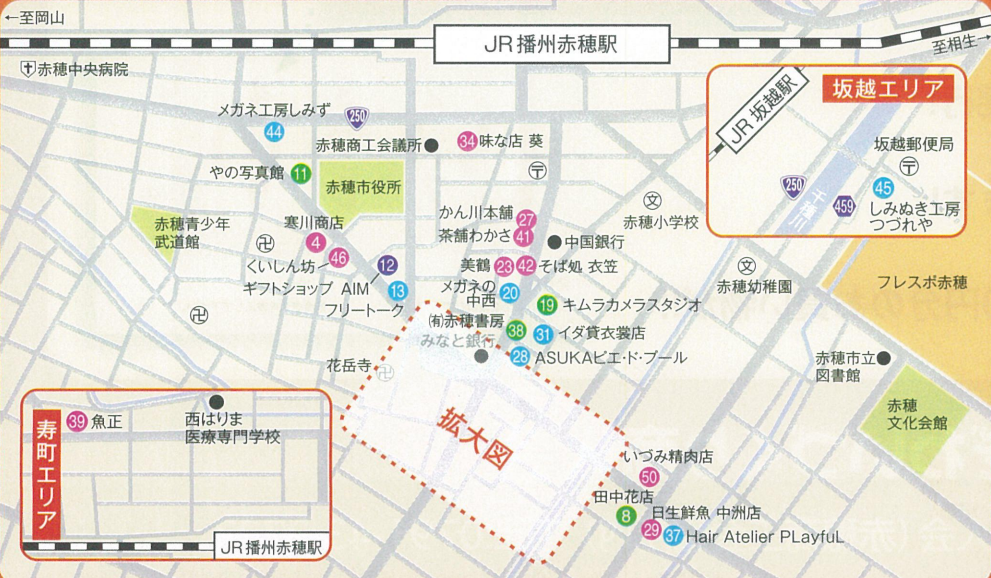 ←至岡山
JR播州赤穂駅
至相生→
赤穂中央病院
メガネ工房しみず
44
250
赤穂商工会議所
34 味な店 葵
やの写真館 11
赤穂市役所
赤穂青少年
武道館
寒川商店
4
くいしん坊 46
ギフトショップ AIM
12
13
フリートーク
かん川本舗 27
茶舗わかさ 41
中国銀行
美鶴 23
42 そば処 衣笠
メガネの
中西 20
19 キムラカメラスタジオ
㈲赤穂書房 38
31 イダ貸衣裳店
みなと銀行
28 ASUKAピエ・ド・プール
花岳寺
拡大図
文
赤穂小学校
文
赤穂幼稚園
坂越エリア
JR 坂越駅
坂越郵便局
250
千種川
459
45
しみぬき工房
つづれや
フレスポ赤穂
赤穂市立
図書館
赤穂
文化会館
寿町エリア
39 魚正
西はりま
医療専門学校
JR播州赤穂駅
いづみ精肉店
50
田中花店
8
日生鮮魚 中洲店
29
37 Hair Atelier PLayfuL